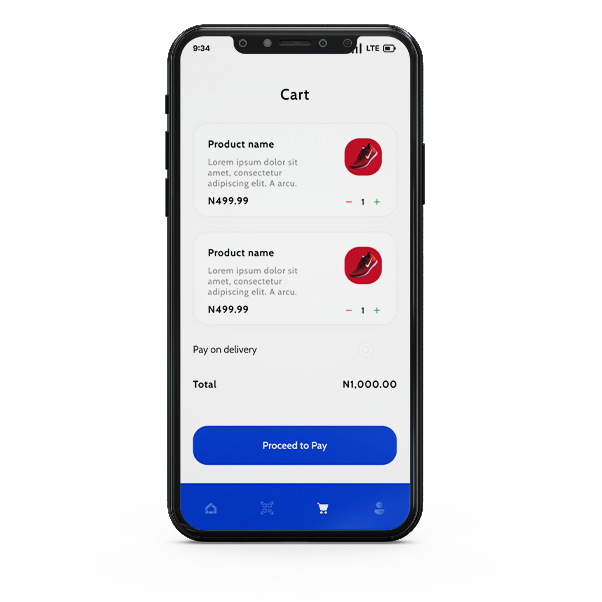 9:34
LTE
Cart
Product name
Lorem ipsum dolor sit
amet, consectetur
adipiscing elit. A arcu.
N499.99
− 1 +
Product name
Lorem ipsum dolor sit
amet, consectetur
adipiscing elit. A arcu.
N499.99
− 1 +
Pay on delivery
Total
N1,000.00
Proceed to Pay